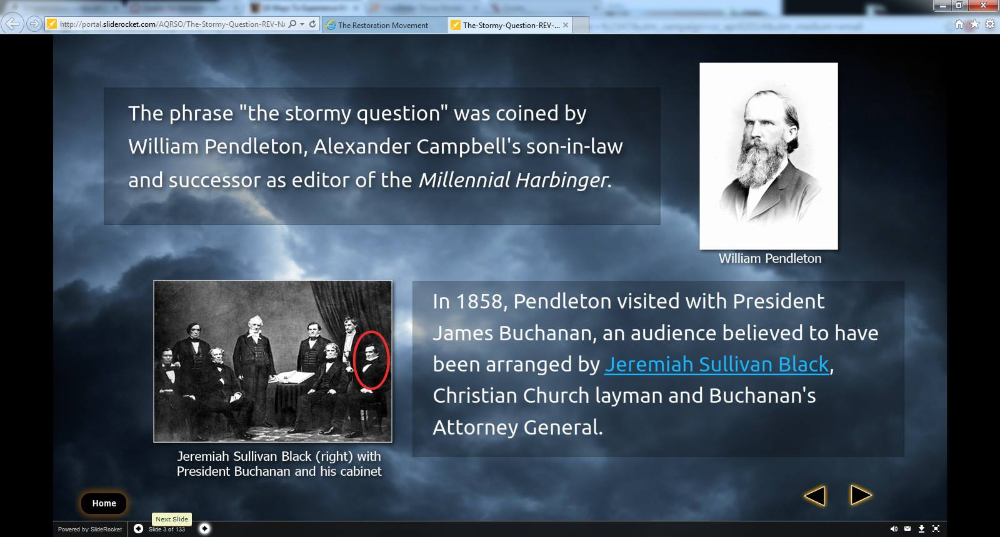 http://portal.sliderocket.com/AQRSO/The-Stormy-Question-REV-NA
The Restoration Movement
The-Stormy-Question-REV-...
The phrase "the stormy question" was coined by
William Pendleton, Alexander Campbell's son-in-law
and successor as editor of the Millennial Harbinger.
William Pendleton
In 1858, Pendleton visited with President
James Buchanan, an audience believed to have
been arranged by Jeremiah Sullivan Black,
Christian Church layman and Buchanan's
Attorney General.
Jeremiah Sullivan Black (right) with
President Buchanan and his cabinet
Home
Next Slide
Powered by SlideRocket
Slide 3 of 133